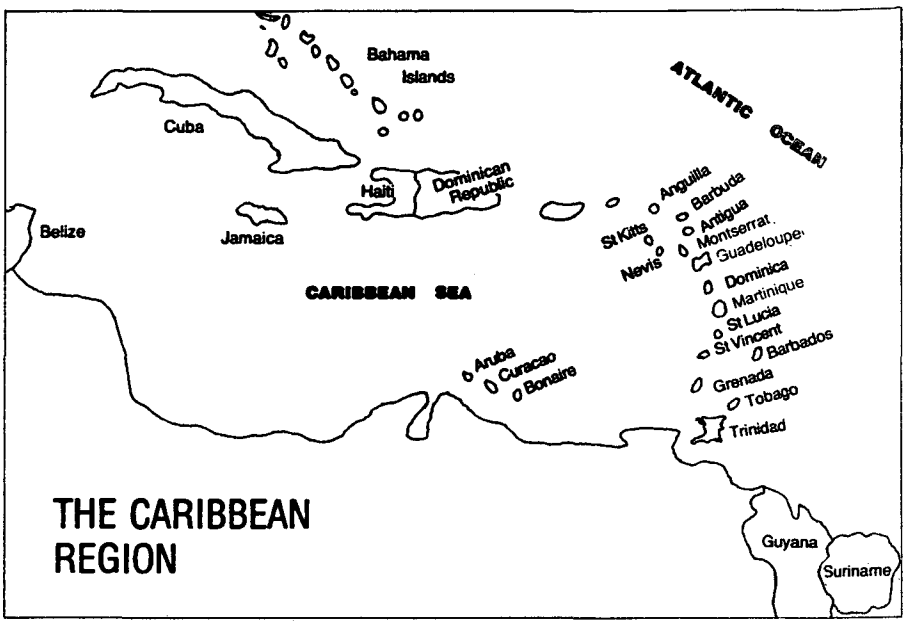 Bahama
Islands
ATLANTIC OCEAN
Cuba
Haiti
Dominican
Republic
Anguilla
Barbuda
Antigua
St Kitts
Montserrat
Belize
Jamaica
Nevis
Guadeloupe
CARIBBEAN SEA
Dominica
Martinique
St Lucia
St Vincent
Barbados
Aruba
Curacao
Bonaire
Grenada
Tobago
Trinidad
THE CARIBBEAN
REGION
Guyana
Suriname